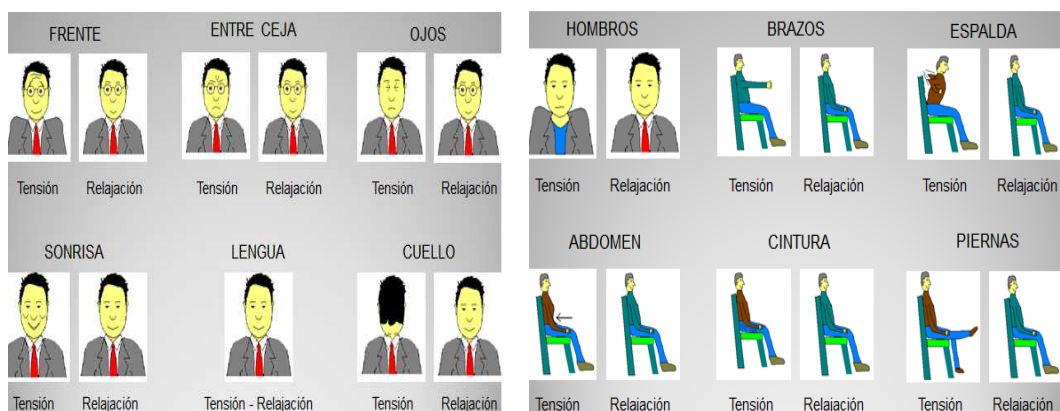 FRENTE
ENTRE CEJA
OJOS
Tensión Relajación
Tensión Relajación
Tensión Relajación
SONRISA
LENGUA
CUELLO
Tensión Relajación
Tensión - Relajación
Tensión Relajación
HOMBROS
BRAZOS
ESPALDA
Tensión Relajación
Tensión Relajación
Tensión Relajación
ABDOMEN
CINTURA
PIERNAS
Tensión Relajación
Tensión Relajación
Tensión Relajación